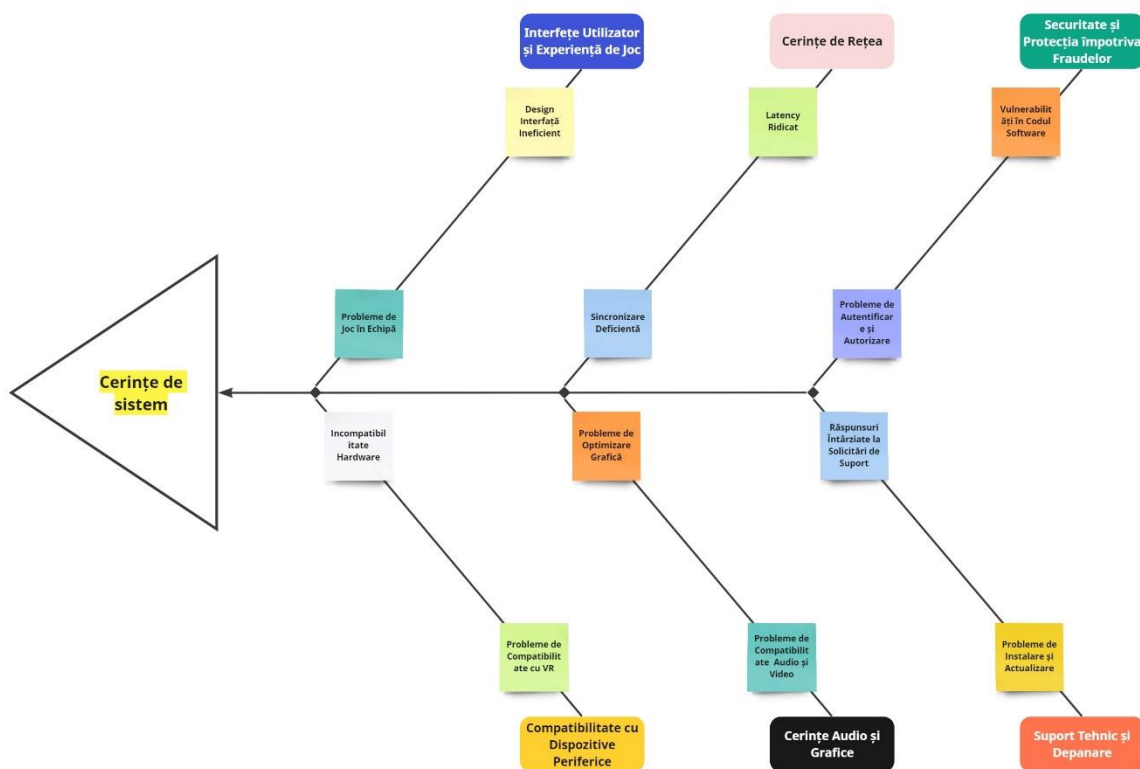 Interfețe Utilizator
și Experiență de Joc
Cerințe de Rețea
Securitate și
Protecția împotriva
Fraudelor
Design
Interfață
Ineficient
Latency
Ridicat
Vulnerabilit
ăți în Codul
Software
Probleme de
Joc în Echipă
Sincronizare
Deficientă
Probleme de
Autentificar
e și
Autorizare
Cerințe de
sistem
Incompatibil
itate
Hardware
Probleme de
Optimizare
Grafică
Răspunsuri
Întârziate la
Solicitări de
Suport
Probleme de
Compatibilit
ate cu VR
Probleme de
Compatibilit
ate Audio și
Video
Probleme de
Instalare și
Actualizare
Compatibilitate cu
Dispozitive
Periferice
Cerințe Audio și
Grafice
Suport Tehnic și
Depanare